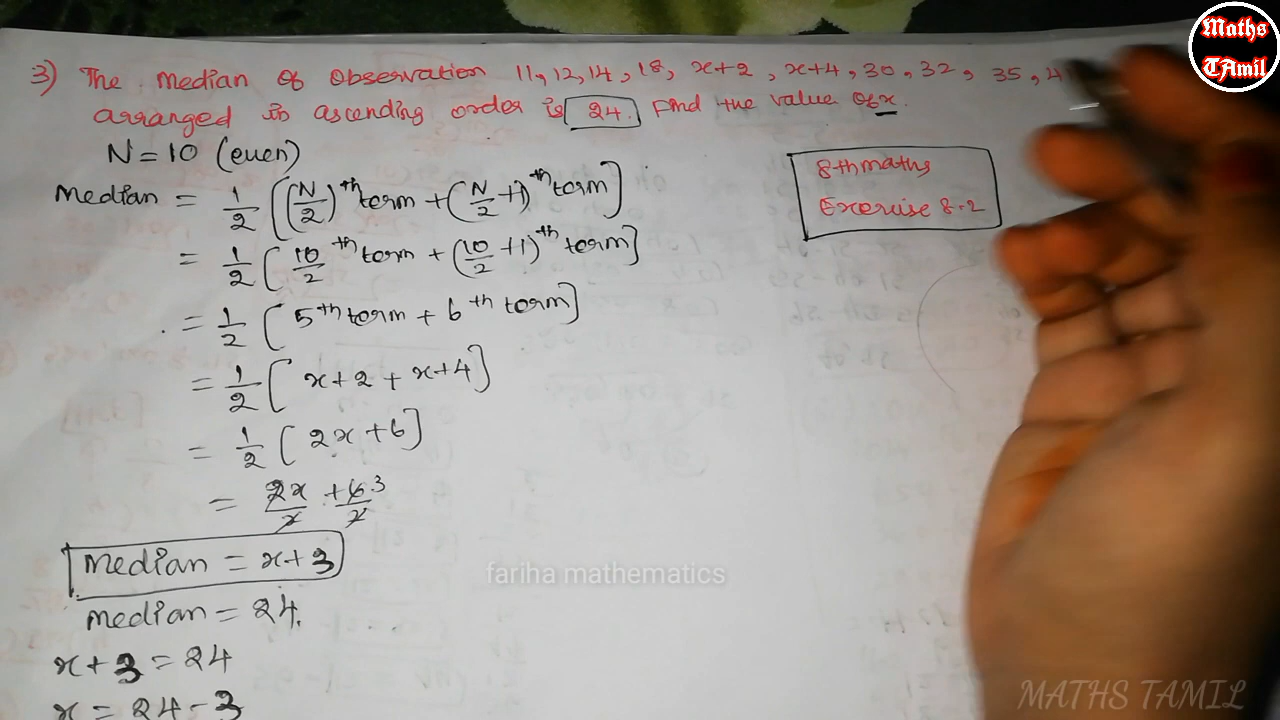 Maths
TAmil
3) The Median of observation 11, 12, 14, 18, x+2, x+4, 30, 32, 35, 41
arranged in ascending order is 24. Find the value of x.
N = 10 (even)
8th maths
Exercise 8.2
Median = 1/2 [(N/2)th term + (N/2 + 1)th term]
= 1/2 [10/2 th term + (10/2 + 1)th term]
= 1/2 [5th term + 6th term]
= 1/2 [x+2 + x+4]
= 1/2 [2x+6]
= 2x/2 + 6/2 3
Median = x+3
fariha mathematics
Median = 24.
x+3 = 24
x = 24-3
MATHS TAMIL